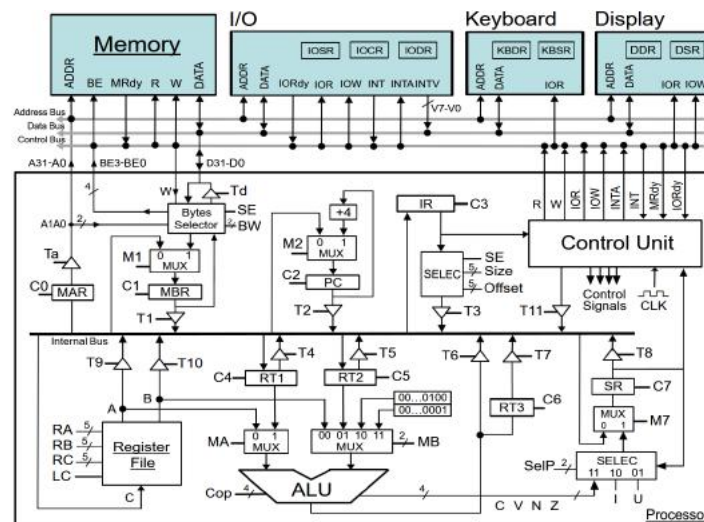 I/O
Keyboard
Display
Memory
IOSR IOCR IODR
KBDR KBSR
DDR DSR
ADDR BE MRdy R W DATA
ADDR DATA IORdy IOR IOW INT INTA INTV
ADDR DATA IOR
ADDR DATA IOR IOW
V7-V0
Address Bus
Data Bus
Control Bus
A31-A0
BE3-BE0
D31-D0
R W IOR IOW INTA INT MRdy IORdy
4
W
Td
+4
IR
C3
A1A0
2
Bytes
Selector
SE
2
BW
Control Unit
Ta
M1
0 1
MUX
M2
0 1
MUX
SELEC
SE
5
Size
5
Offset
C0
MAR
C1
MBR
C2
PC
Control
Signals
CLK
T1
T2
T3
T11
Internal Bus
T9
T10
T4
T5
T6
T7
T8
C4
RT1
RT2
C5
C6
RT3
SR
C7
A
B
00...0100
00...0001
MUX
0 1
M7
RA
5
RB
5
RC
5
LC
Register
File
C
MA
0 1
MUX
00 01 10 11
MUX
2
MB
SelP
2
SELEC
11 10 01
Cop
4
ALU
4
C V N Z
I
U
Processo